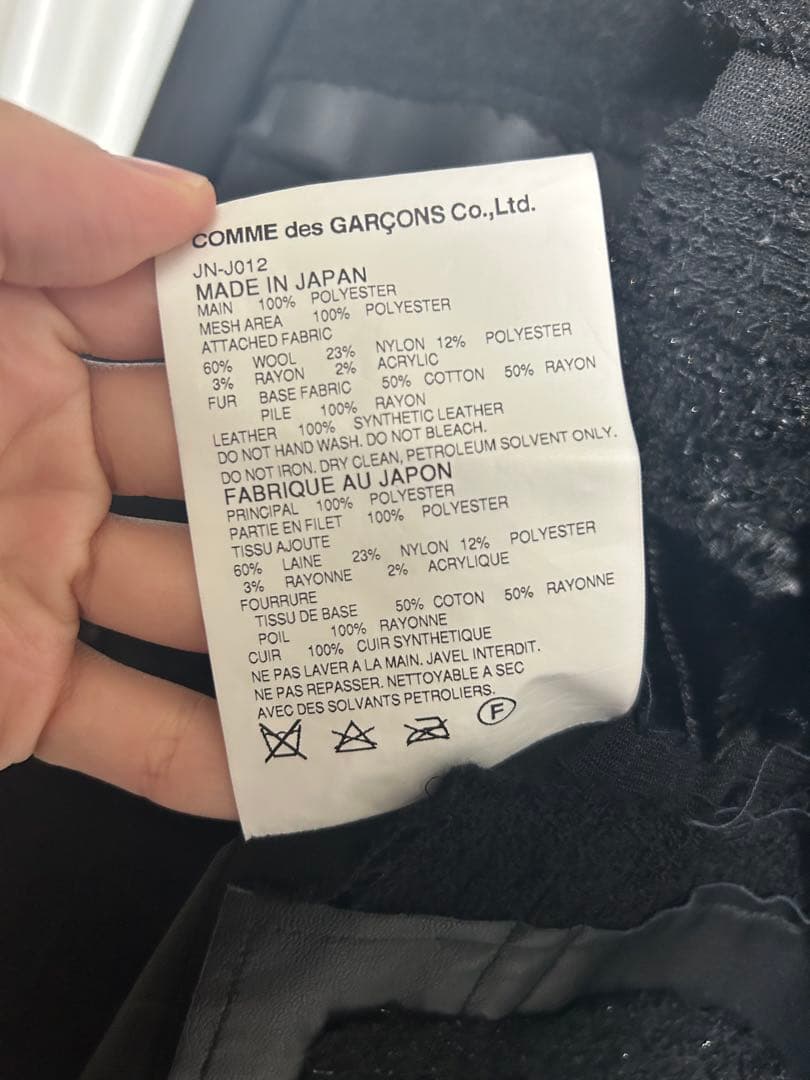 COMME des GARÇONS Co.,Ltd.
JN-J012
MADE IN JAPAN
MAIN 100% POLYESTER
MESH AREA 100% POLYESTER
ATTACHED FABRIC
60% WOOL 23% NYLON 12% POLYESTER
3% RAYON 2% ACRYLIC
FUR BASE FABRIC 50% COTTON 50% RAYON
PILE 100% RAYON
LEATHER 100% SYNTHETIC LEATHER
DO NOT HAND WASH. DO NOT BLEACH.
DO NOT IRON. DRY CLEAN, PETROLEUM SOLVENT ONLY.
FABRIQUE AU JAPON
PRINCIPAL 100% POLYESTER
PARTIE EN FILET 100% POLYESTER
TISSU AJOUTE
60% LAINE 23% NYLON 12% POLYESTER
3% RAYONNE 2% ACRYLIQUE
FOURRURE
TISSU DE BASE 50% COTON 50% RAYONNE
POIL 100% RAYONNE
CUIR 100% CUIR SYNTHETIQUE
NE PAS LAVER A LA MAIN. JAVEL INTERDIT.
NE PAS REPASSER. NETTOYABLE A SEC
AVEC DES SOLVANTS PETROLIERS.
F